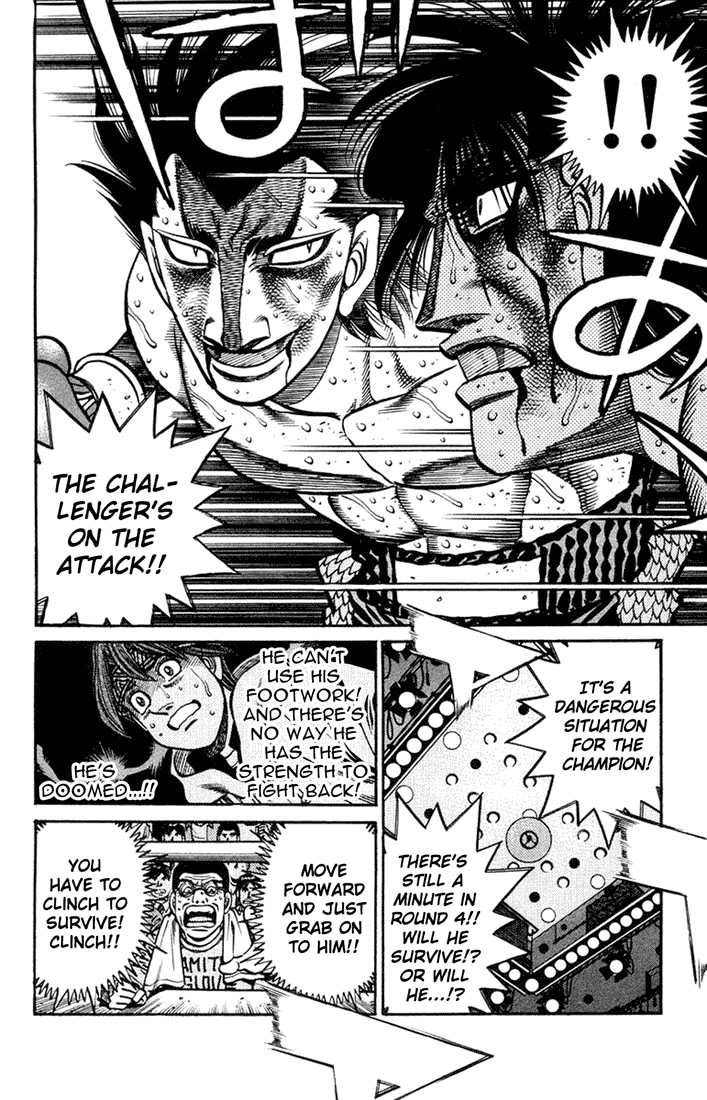 !!
THE CHAL-
LENGER'S
ON THE
ATTACK!!
IT'S A
DANGEROUS
SITUATION
FOR THE
CHAMPION!
THERE'S
STILL A
MINUTE IN
ROUND 4!!
WILL HE
SURVIVE!?
OR WILL
HE...!?
HE CAN'T
USE HIS
FOOTWORK!
AND THERE'S
NO WAY HE
HAS THE
STRENGTH TO
FIGHT BACK!
HE'S
DOOMED...!!
MOVE
FORWARD
AND JUST
GRAB ON
TO HIM!!
YOU
HAVE TO
CLINCH TO
SURVIVE!
CLINCH!!